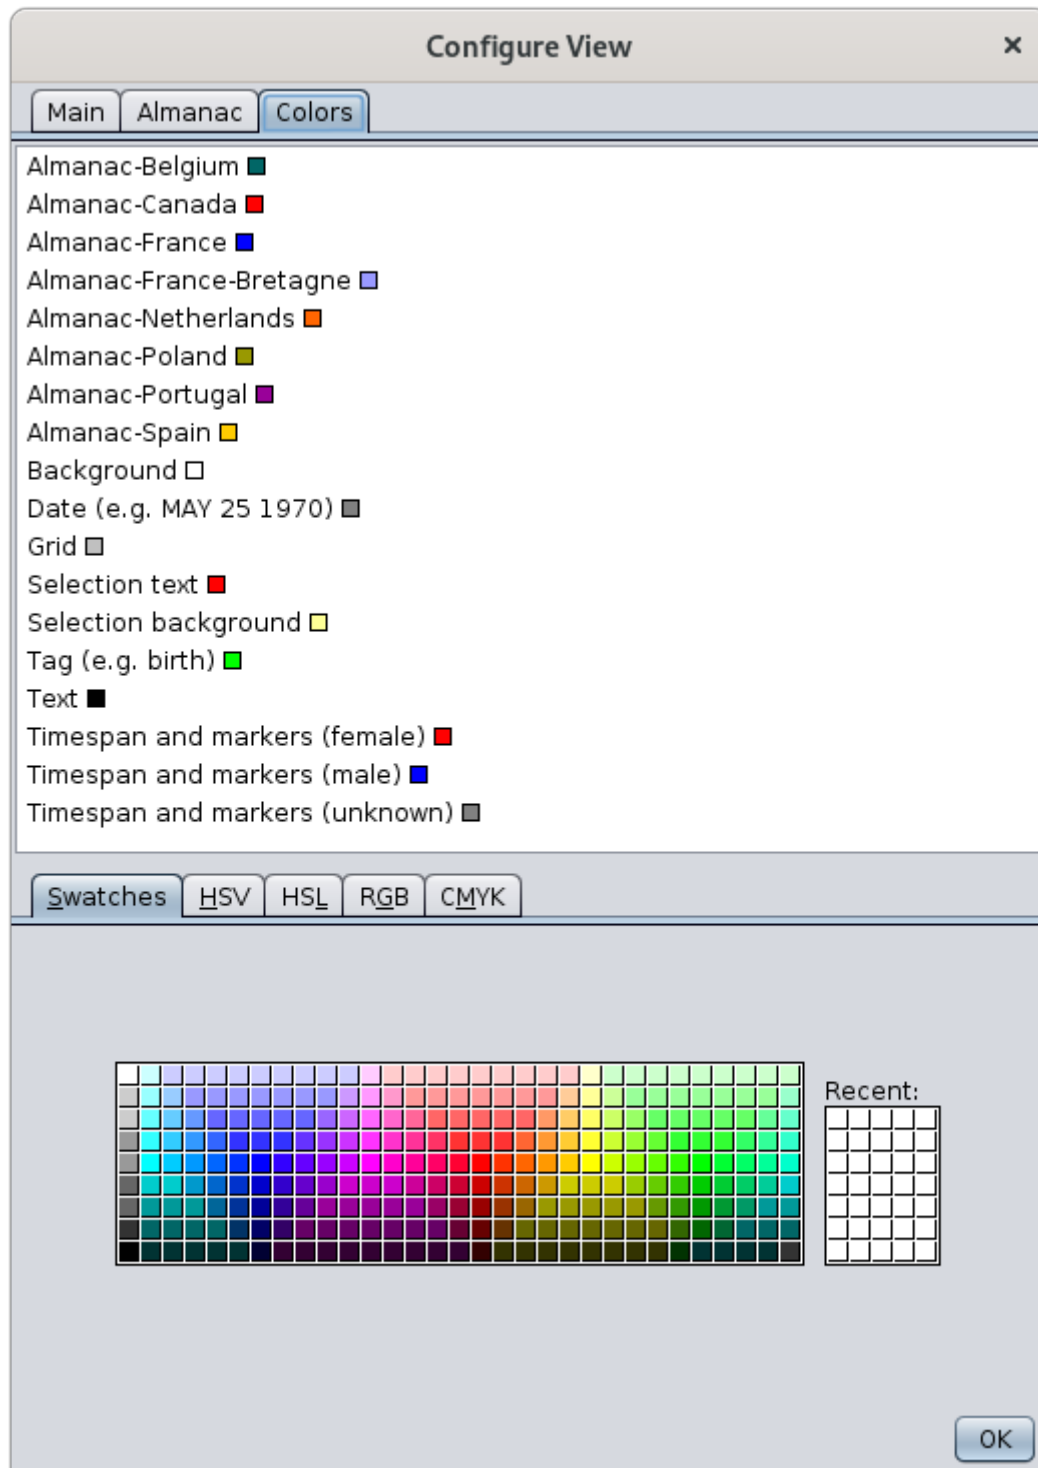 Configure View ×
Main Almanac Colors
Almanac-Belgium
Almanac-Canada
Almanac-France
Almanac-France-Bretagne
Almanac-Netherlands
Almanac-Poland
Almanac-Portugal
Almanac-Spain
Background
Date (e.g. MAY 25 1970)
Grid
Selection text
Selection background
Tag (e.g. birth)
Text
Timespan and markers (female)
Timespan and markers (male)
Timespan and markers (unknown)
Swatches HSV HSL RGB CMYK
Recent:
OK